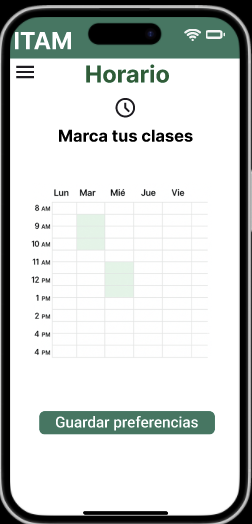 ITAM
Horario
Marca tus clases
Lun Mar Mié Jue Vie
8 AM
9 AM
10 AM
11 AM
12 PM
1 PM
2 PM
4 PM
4 PM
Guardar preferencias